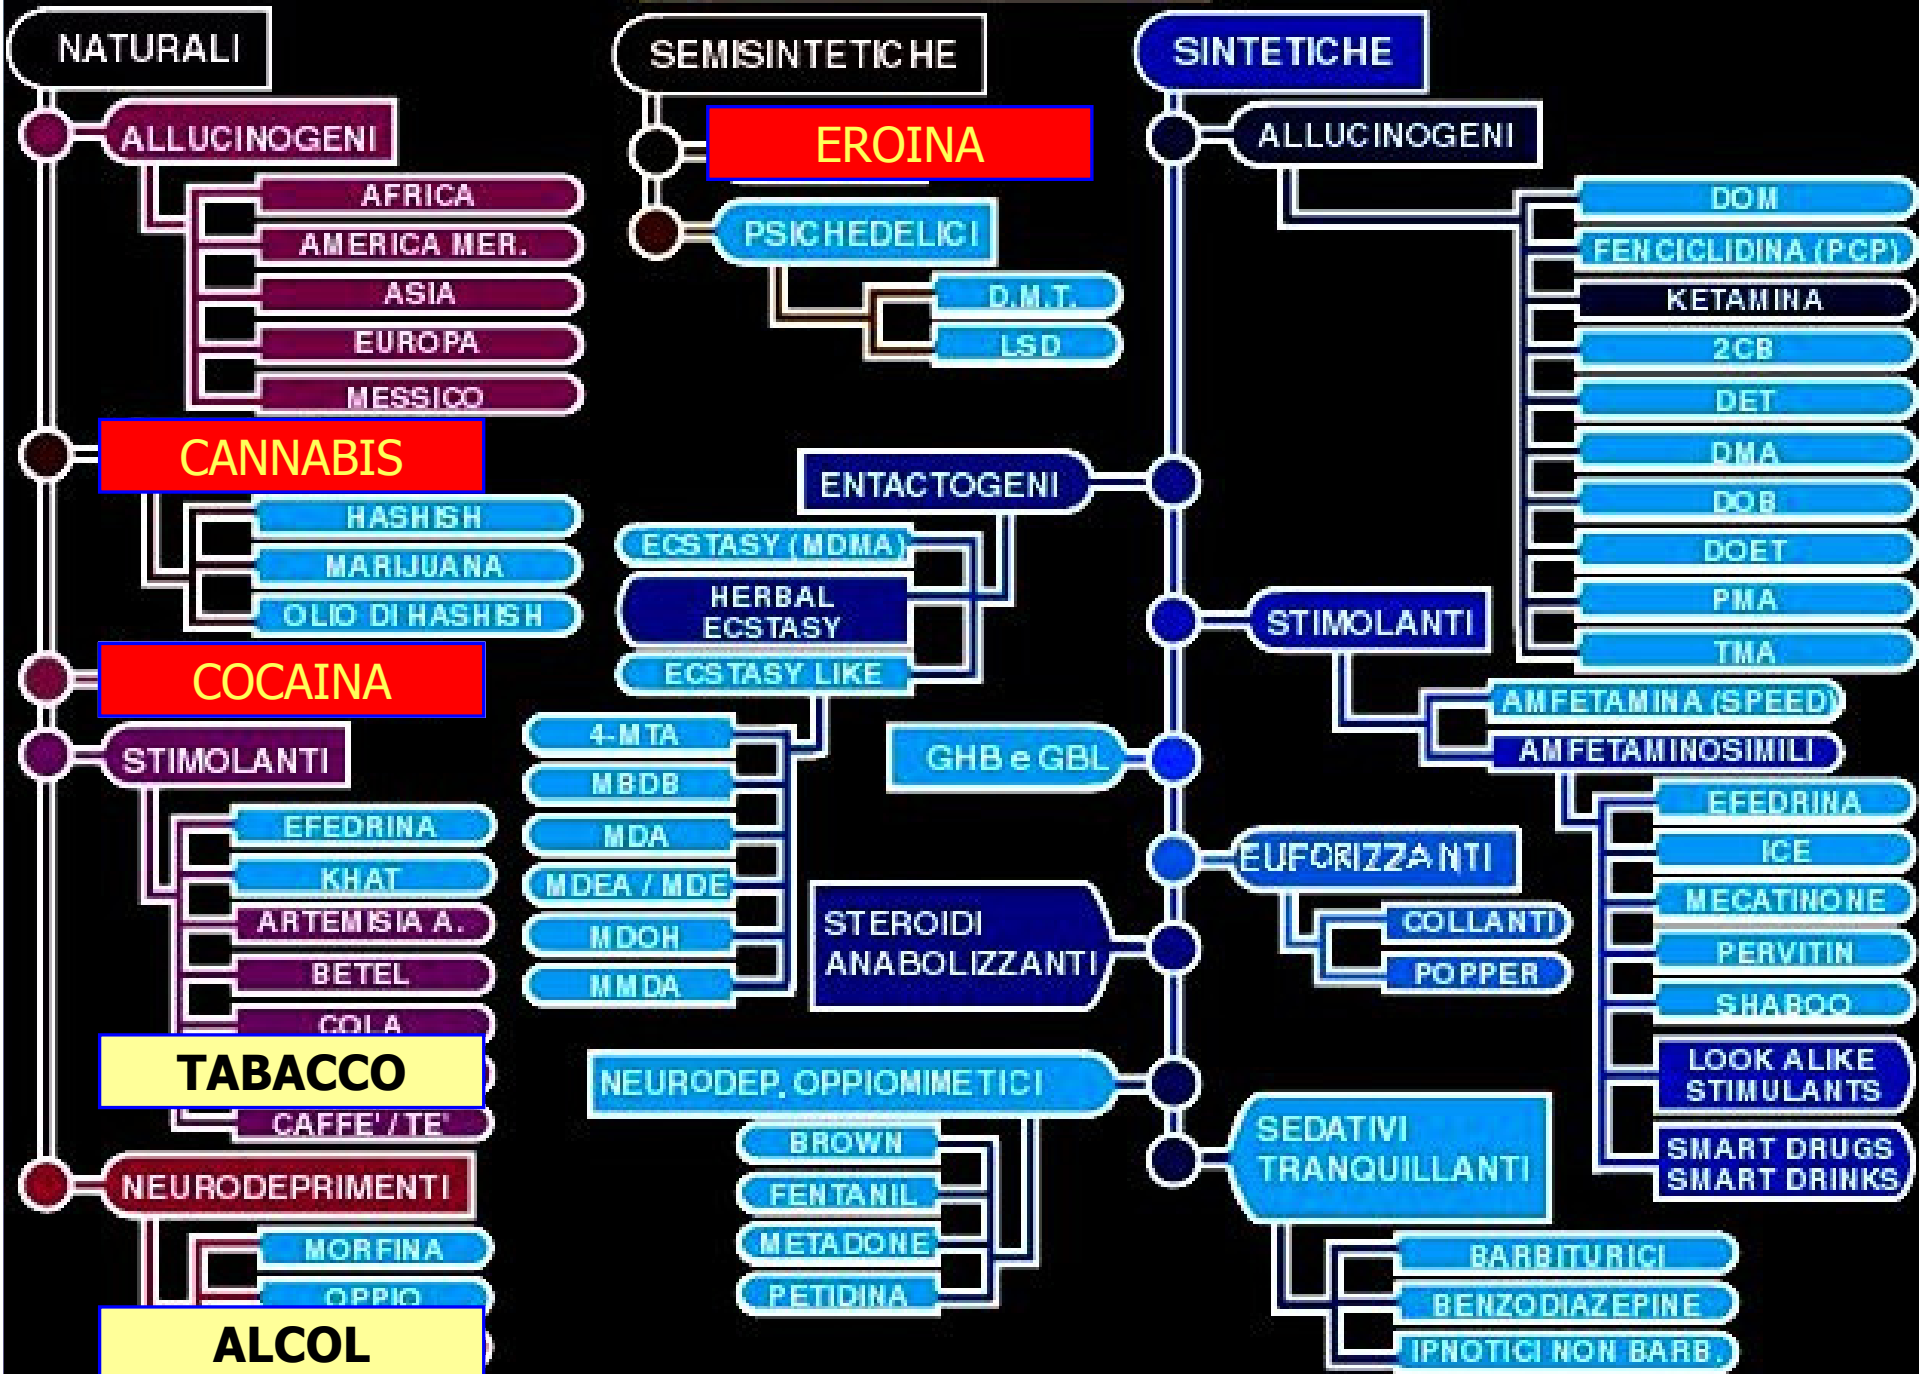 NATURALI
ALLUCINOGENI
AFRICA
AMERICA MER.
ASIA
EUROPA
MESSICO
CANNABIS
HASHISH
MARIJUANA
OLIO DI HASHISH
COCAINA
STIMOLANTI
EFEDRINA
KHAT
ARTEMISIA A.
BETEL
COLA
TABACCO
CAFFE' / TE'
NEURODEPRIMENTI
MORFINA
OPPIO
ALCOL
SEMISINTETICHE
EROINA
PSICHEDELICI
D.M.T.
LSD
SINTETICHE
ALLUCINOGENI
DOM
FENCICLIDINA (PCP)
KETAMINA
2CB
DET
DMA
DOB
DOET
PMA
TMA
ENTACTOGENI
ECSTASY (MDMA)
HERBAL
ECSTASY
ECSTASY LIKE
4-MTA
MBDB
MDA
MDEA / MDE
MDOH
MMDA
STIMOLANTI
AMFETAMINA (SPEED)
AMFETAMINOSIMILI
EFEDRINA
ICE
MECATINONE
PERVITIN
SHABOO
LOOK ALIKE
STIMULANTS
SMART DRUGS
SMART DRINKS
GHB e GBL
EUFORIZZANTI
COLLANTI
POPPER
STEROIDI
ANABOLIZZANTI
NEURODEP. OPPIOMIMETICI
BROWN
FENTANIL
METADONE
PETIDINA
SEDATIVI
TRANQUILLANTI
BARBITURICI
BENZODIAZEPINE
IPNOTICI NON BARB.